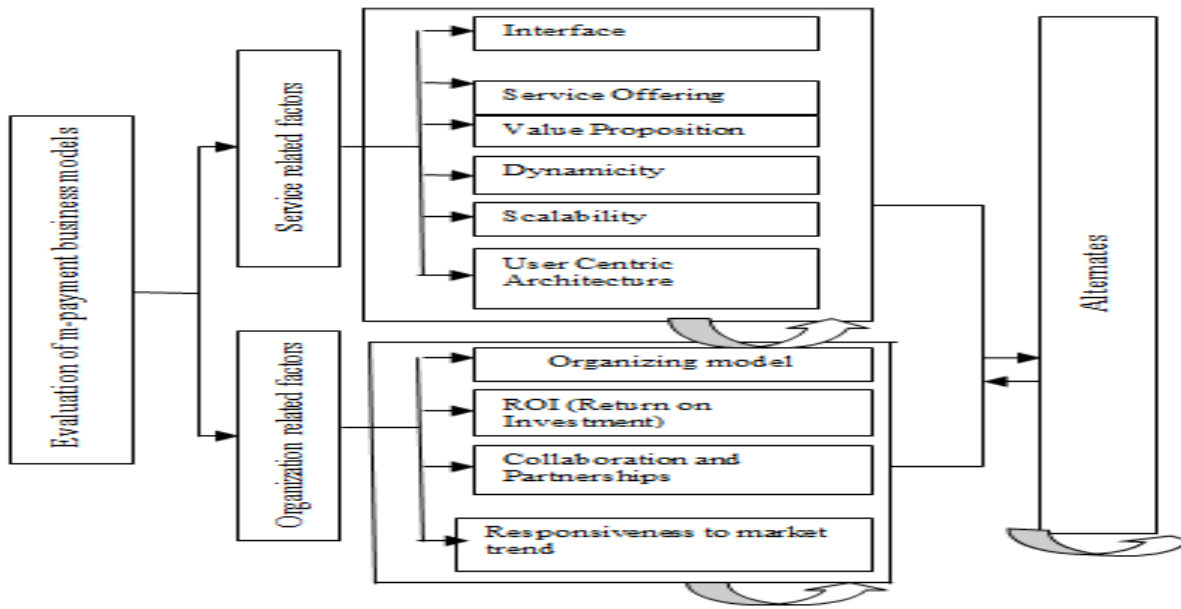 Evaluation of m-payment business models
Service related factors
Interface
Service Offering
Value Proposition
Dynamicity
Scalability
User Centric
Architecture
Organization related factors
Organizing model
ROI (Return on
Investment)
Collaboration and
Partnerships
Responsiveness to market
trend
Alternates